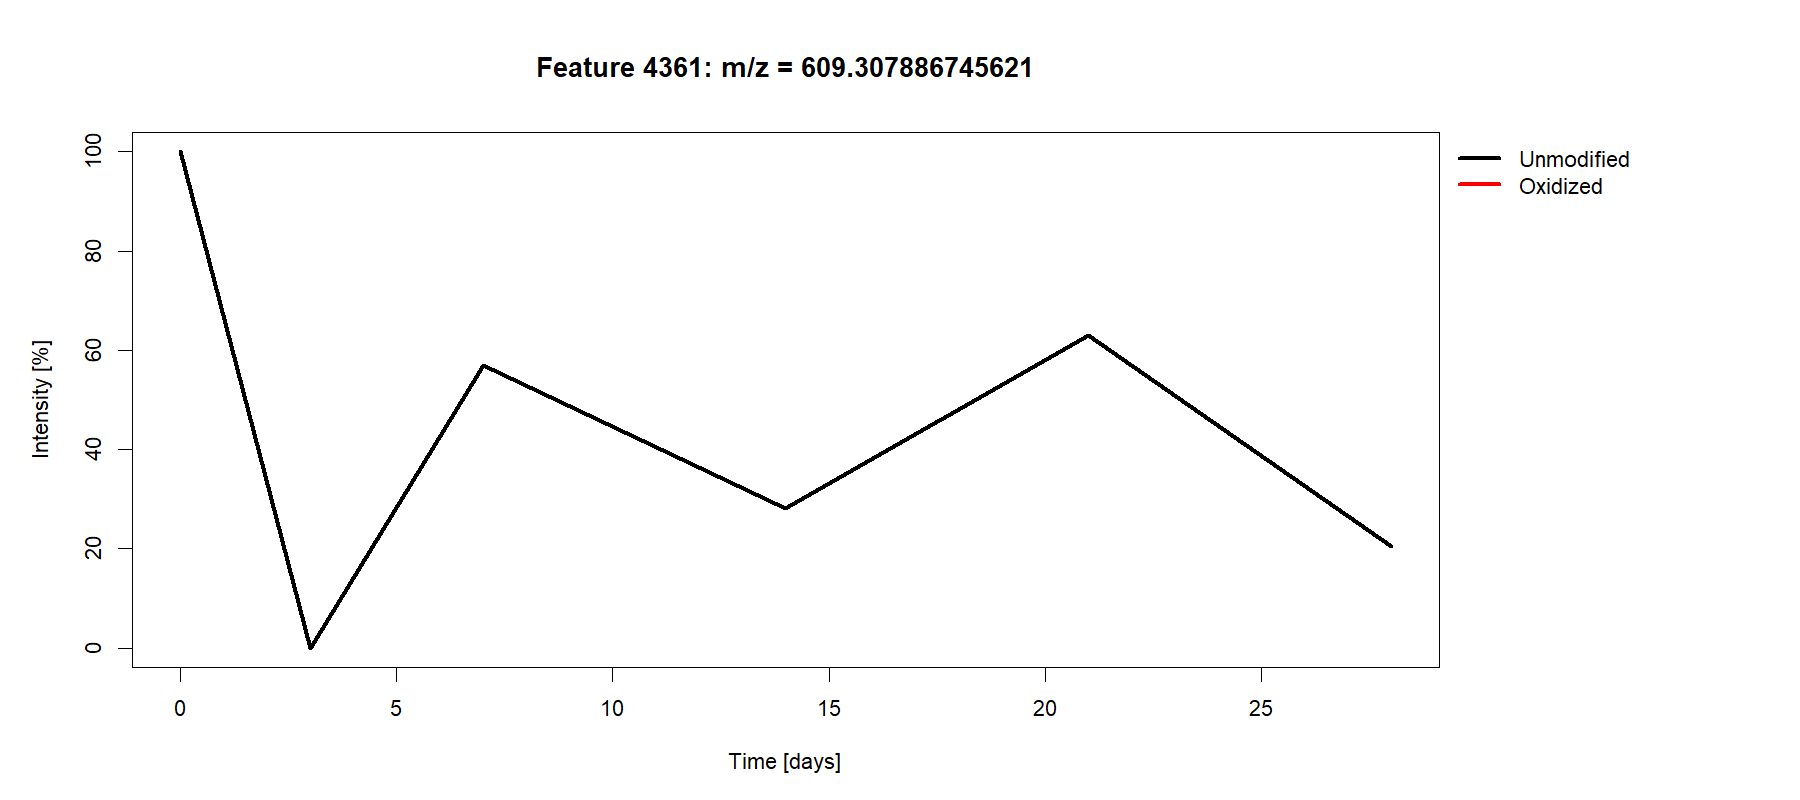 Feature 4361: m/z = 609.307886745621
Unmodified
Oxidized
Intensity [%]
100
80
60
40
20
0
0 5 10 15 20 25
Time [days]